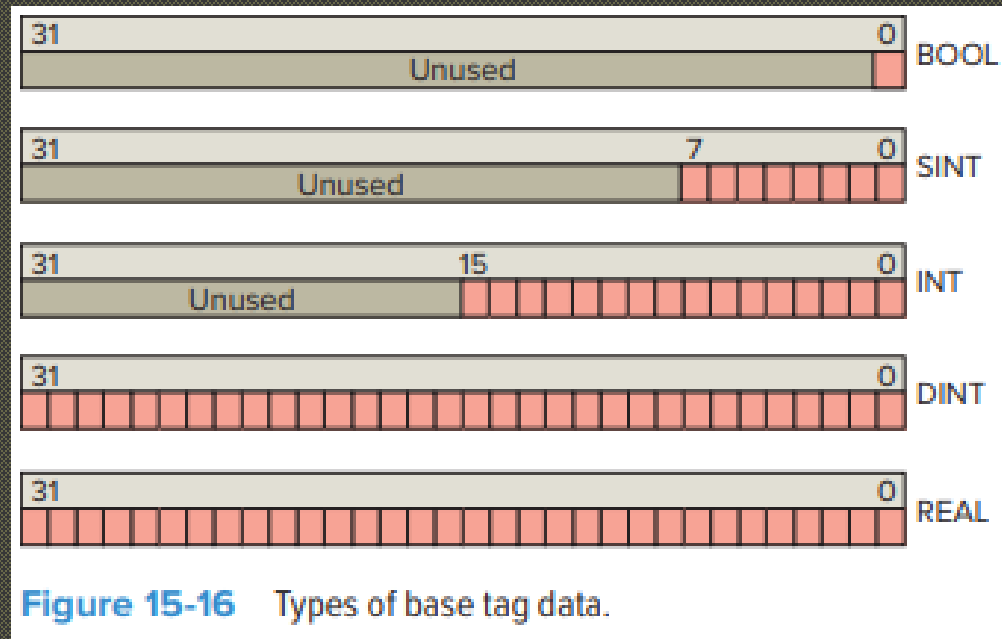 31 0
BOOL
Unused
31 7 0
SINT
Unused
31 15 0
INT
Unused
31 0
DINT
31 0
REAL
Figure 15-16 Types of base tag data.